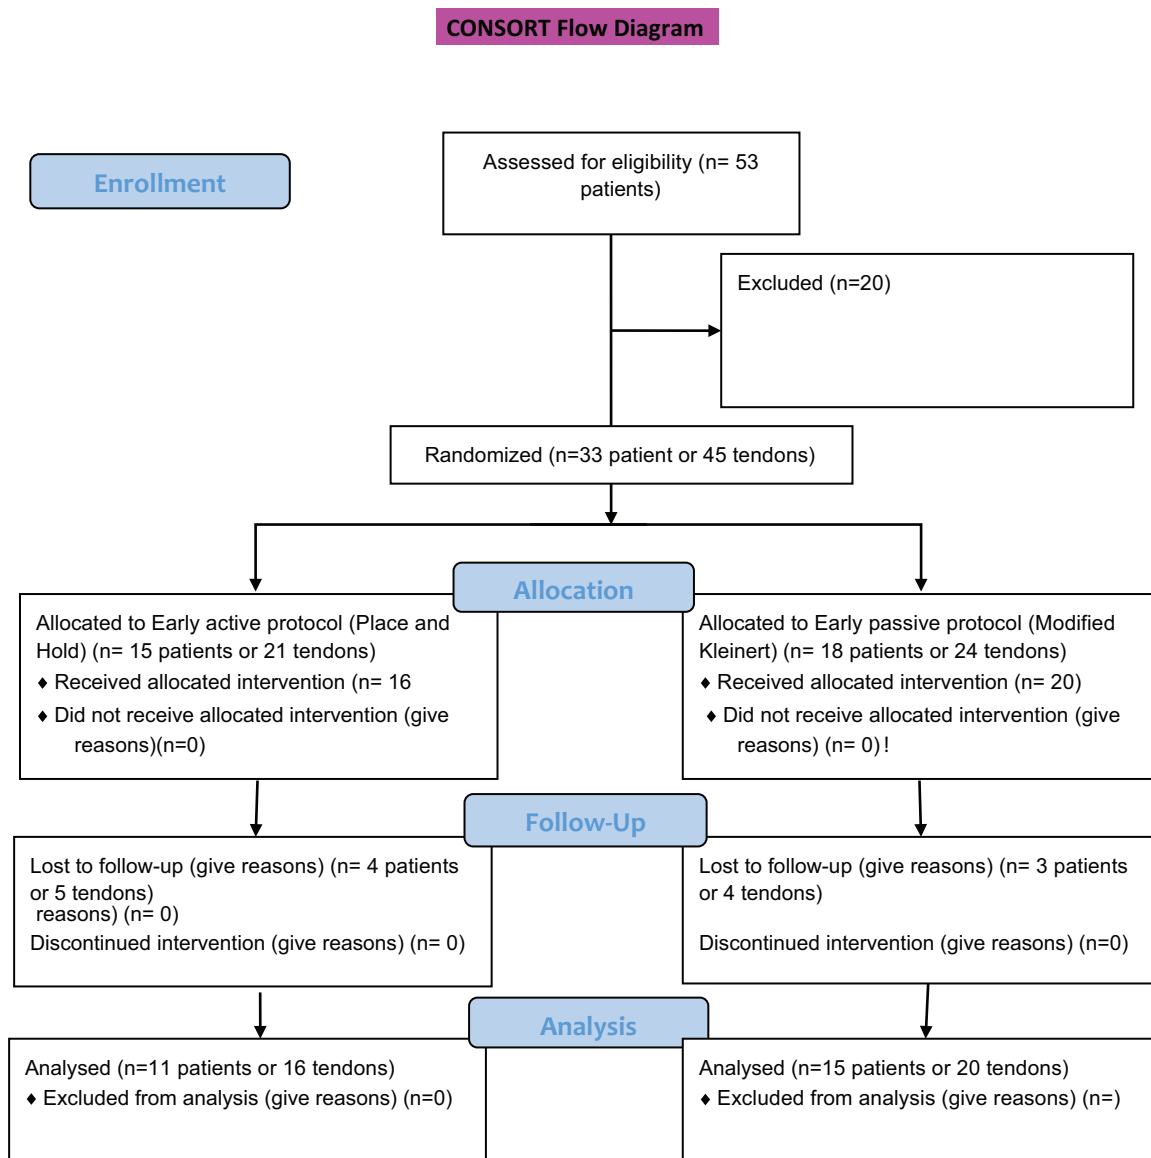 CONSORT Flow Diagram
Enrollment
Assessed for eligibility (n= 53
patients)
Excluded (n=20)
Randomized (n=33 patient or 45 tendons)
Allocation
Allocated to Early active protocol (Place and
Hold) (n= 15 patients or 21 tendons)
♦ Received allocated intervention (n= 16
♦ Did not receive allocated intervention (give
reasons)(n=0)
Allocated to Early passive protocol (Modified
Kleinert) (n= 18 patients or 24 tendons)
♦ Received allocated intervention (n= 20)
♦ Did not receive allocated intervention (give
reasons) (n= 0) !
Follow-Up
Lost to follow-up (give reasons) (n= 4 patients
or 5 tendons)
reasons) (n= 0)
Discontinued intervention (give reasons) (n= 0)
Lost to follow-up (give reasons) (n= 3 patients
or 4 tendons)
Discontinued intervention (give reasons) (n=0)
Analysis
Analysed (n=11 patients or 16 tendons)
♦ Excluded from analysis (give reasons) (n=0)
Analysed (n=15 patients or 20 tendons)
♦ Excluded from analysis (give reasons) (n=)